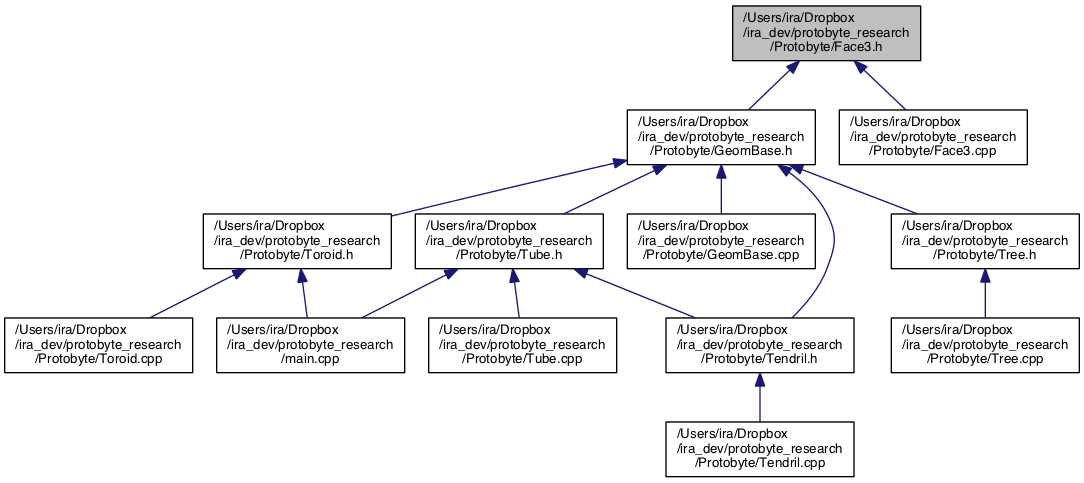 /Users/ira/Dropbox
/ira_dev/protobyte_research
/Protobyte/Face3.h
/Users/ira/Dropbox
/ira_dev/protobyte_research
/Protobyte/GeomBase.h
/Users/ira/Dropbox
/ira_dev/protobyte_research
/Protobyte/Face3.cpp
/Users/ira/Dropbox
/ira_dev/protobyte_research
/Protobyte/Toroid.h
/Users/ira/Dropbox
/ira_dev/protobyte_research
/Protobyte/Tube.h
/Users/ira/Dropbox
/ira_dev/protobyte_research
/Protobyte/GeomBase.cpp
/Users/ira/Dropbox
/ira_dev/protobyte_research
/Protobyte/Tree.h
/Users/ira/Dropbox
/ira_dev/protobyte_research
/Protobyte/Toroid.cpp
/Users/ira/Dropbox
/ira_dev/protobyte_research
/main.cpp
/Users/ira/Dropbox
/ira_dev/protobyte_research
/Protobyte/Tube.cpp
/Users/ira/Dropbox
/ira_dev/protobyte_research
/Protobyte/Tendril.h
/Users/ira/Dropbox
/ira_dev/protobyte_research
/Protobyte/Tree.cpp
/Users/ira/Dropbox
/ira_dev/protobyte_research
/Protobyte/Tendril.cpp